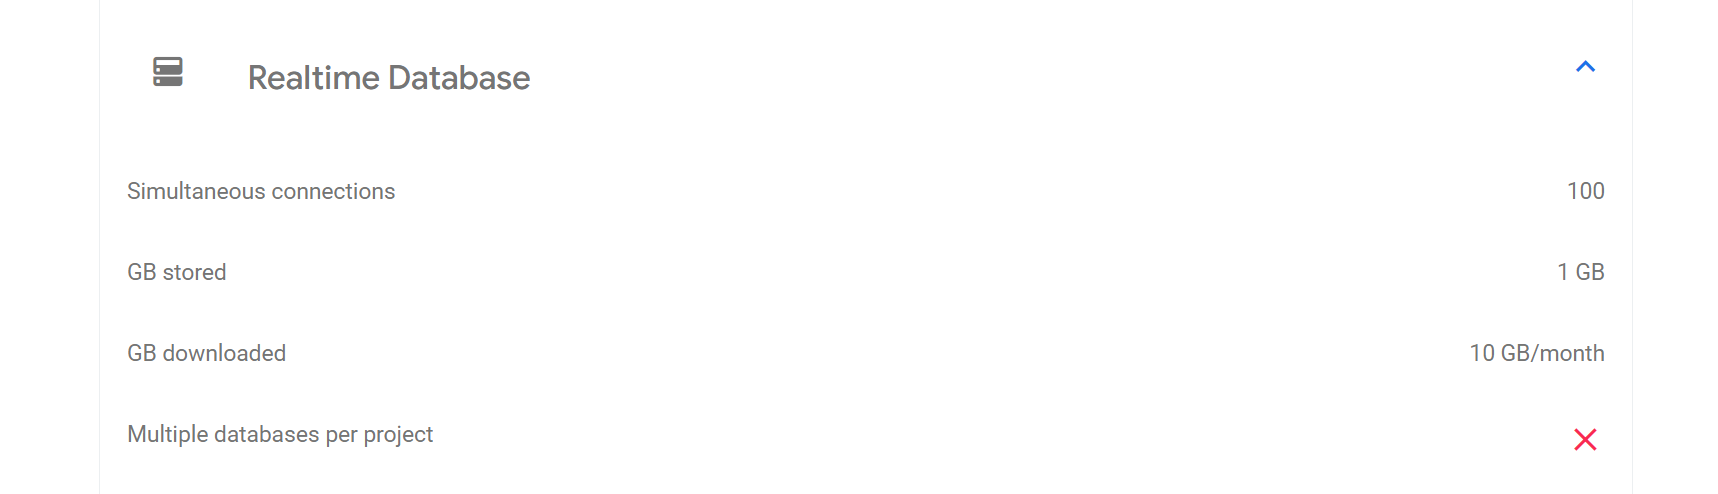 Realtime Database
Simultaneous connections 100
GB stored 1 GB
GB downloaded 10 GB/month
Multiple databases per project